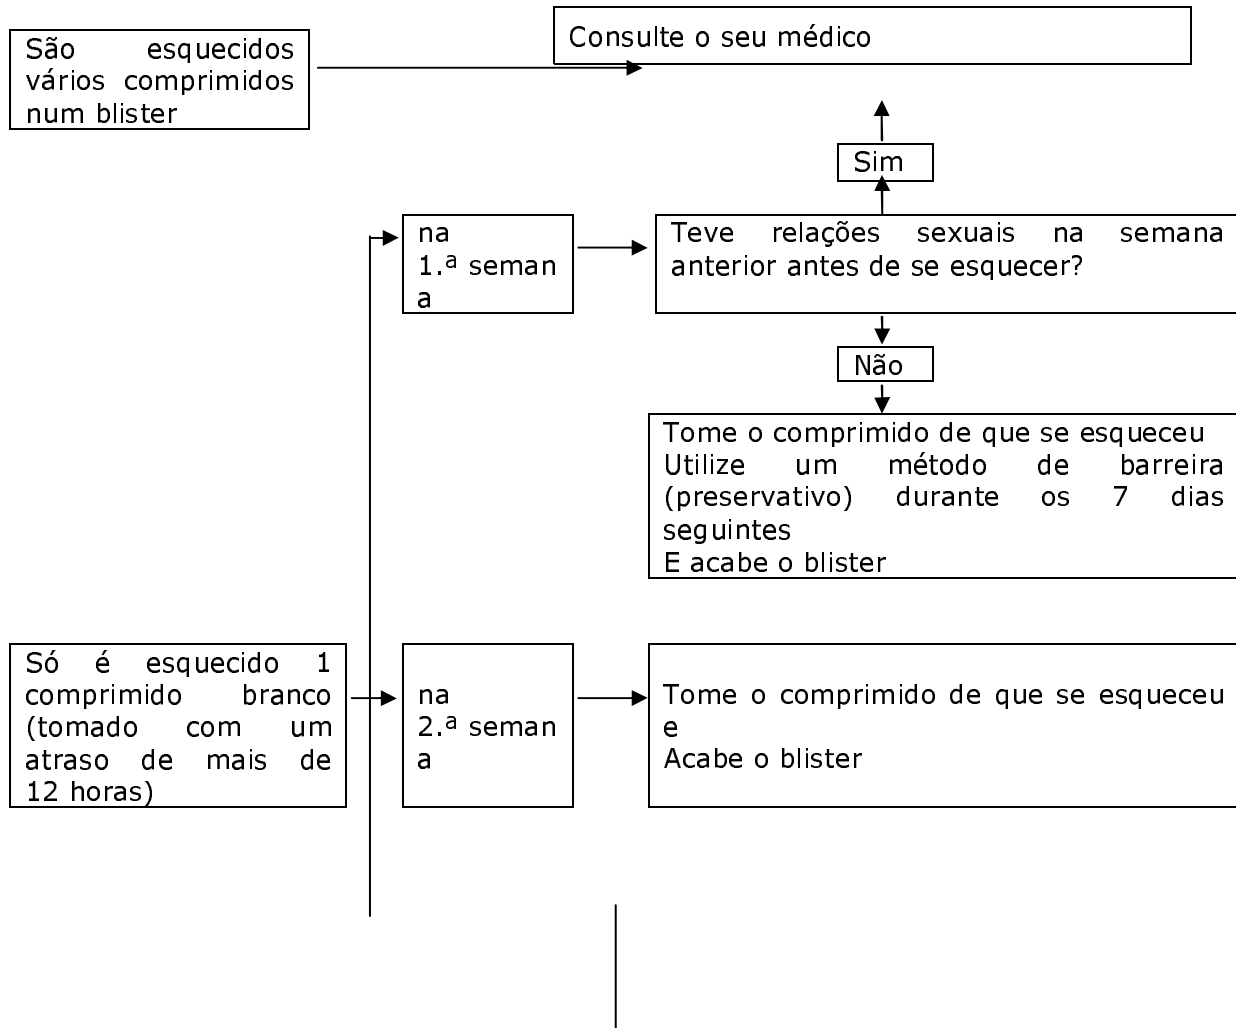 Consulte o seu médico
São esquecidos
vários comprimidos
num blister
Sim
na
1.ª seman
a
Teve relações sexuais na semana
anterior antes de se esquecer?
Não
Tome o comprimido de que se esqueceu
Utilize um método de barreira
(preservativo) durante os 7 dias
seguintes
E acabe o blister
Só é esquecido 1
comprimido branco
(tomado com um
atraso de mais de
12 horas)
na
2.ª seman
a
Tome o comprimido de que se esqueceu
e
Acabe o blister